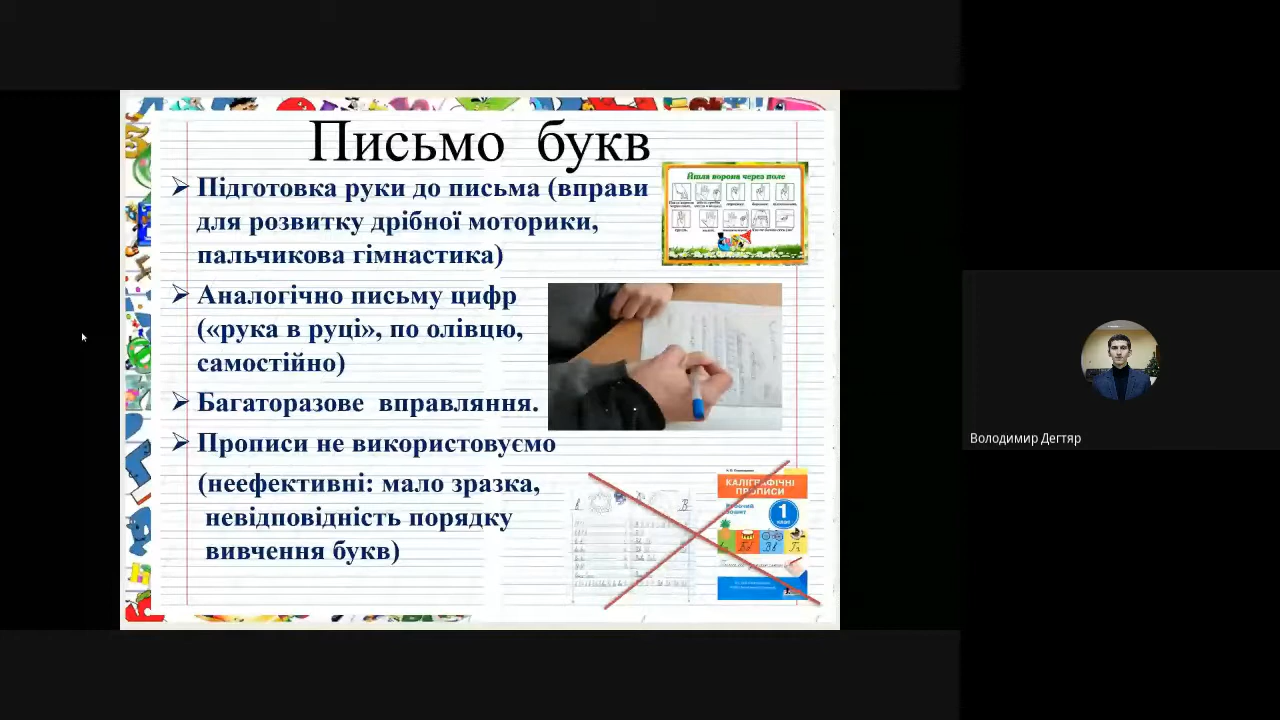 Письмо букв
Підготовка руки до письма (вправи
для розвитку дрібної моторики,
пальчикова гімнастика)
Йшла ворона через поле
Аналогічно письму цифр
(«рука в руці», по олівцю,
самостійно)
Багаторазове вправляння.
Прописи не використовуємо
(неефективні: мало зразка,
невідповідність порядку
вивчення букв)
КАЛІГРАФІЧНІ
ПРОПИСИ
1
клас
Володимир Дегтяр